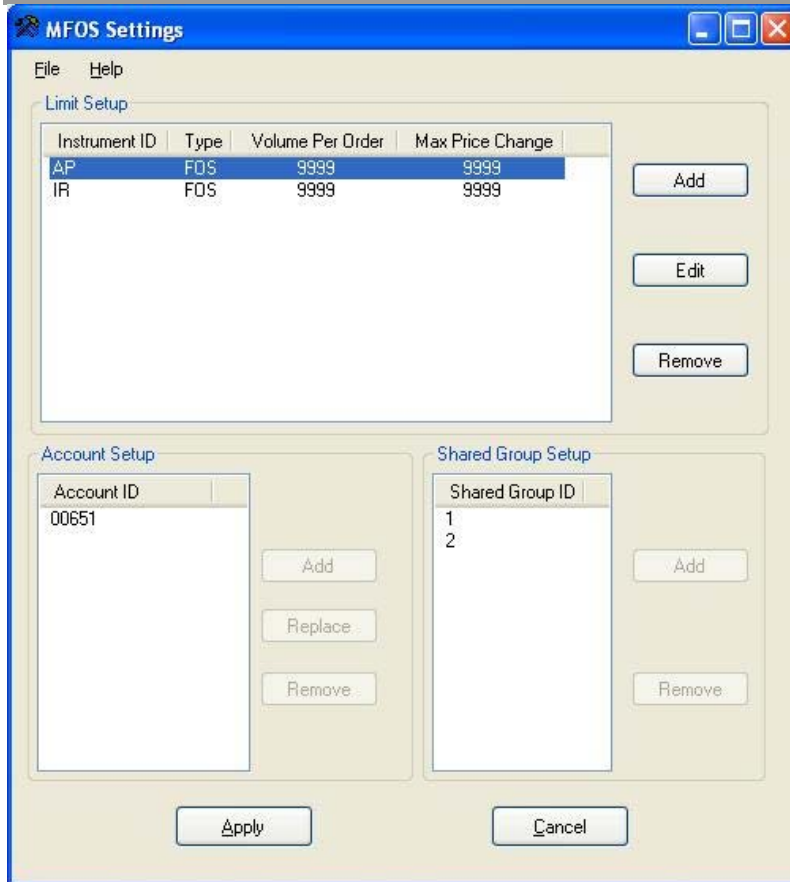 MFOS Settings
File Help
Limit Setup
Instrument ID Type Volume Per Order Max Price Change
AP FOS 9999 9999
IR FOS 9999 9999
Add
Edit
Remove
Account Setup
Account ID
00651
Add
Replace
Remove
Shared Group Setup
Shared Group ID
1
2
Add
Remove
Apply Cancel